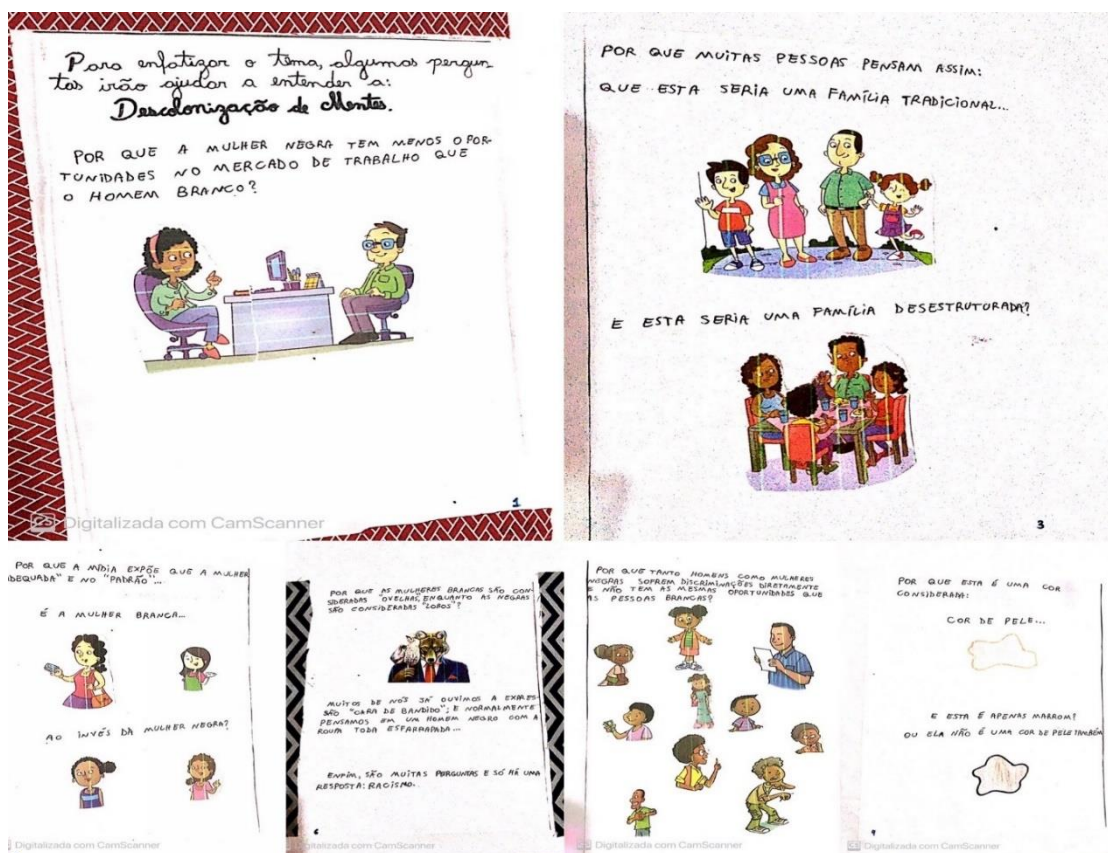 Para enfatizar o tema, algumas pergun
tas irão ajudar a entender a:
Descolonização de Mentes.
POR QUE A MULHER NEGRA TEM MENOS OPOR-
TUNIDADES NO MERCADO DE TRABALHO QUE
O HOMEM BRANCO?
1
CS Digitalizada com CamScanner
POR QUE MUITAS PESSOAS PENSAM ASSIM:
QUE ESTA SERIA UMA FAMÍLIA TRADICIONAL...
E ESTA SERIA UMA FAMÍLIA DESESTRUTURADA?
3
POR QUE A MÍDIA EXPÕE QUE A MULHER
DEQUADA" E NO "PADRÃO"...
É A MULHER BRANCA...
AO INVÉS DA MULHER NEGRA?
Digitalizada com CamScanner
POR QUE AS MULHERES BRANCAS SÃO CON-
SIDERADAS "OVELHAS", ENQUANTO AS NEGRAS
SÃO CONSIDERADAS "LOBOS"?
MUITOS DE NÓS JÁ OUVIMOS A EXPRES-
SÃO "CARA DE BANDIDO"; E NORMALMENTE
PENSAMOS EM UM HOMEM NEGRO COM A
ROUPA TODA ESFARRAPADA...
ENFIM, SÃO MUITAS PERGUNTAS E SÓ HÁ UMA
RESPOSTA: RACISMO.
6
Digitalizada com CamScanner
POR QUE TANTO HOMENS COMO MULHERES
NEGRAS SOFREM DISCRIMINAÇÕES DIRETAMENTE
E NÃO TEM AS MESMAS OPORTUNIDADES QUE
AS PESSOAS BRANCAS?
Digitalizada com CamScanner
POR QUE ESTA É UMA COR
CONSIDERADA:
COR DE PELE...
E ESTA É APENAS MARROM?
OU ELA NÃO É UMA COR DE PELE TAMBÉM
CS Digitalizada com CamScanner